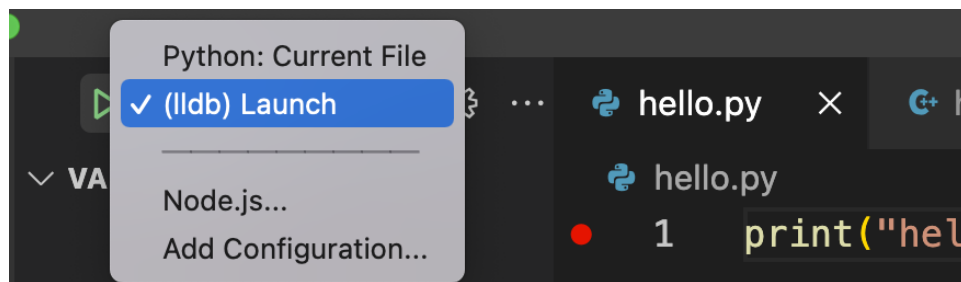 Python: Current File
✓ (lldb) Launch
Node.js...
Add Configuration...
VA
hello.py
hello.py
1 print("hel